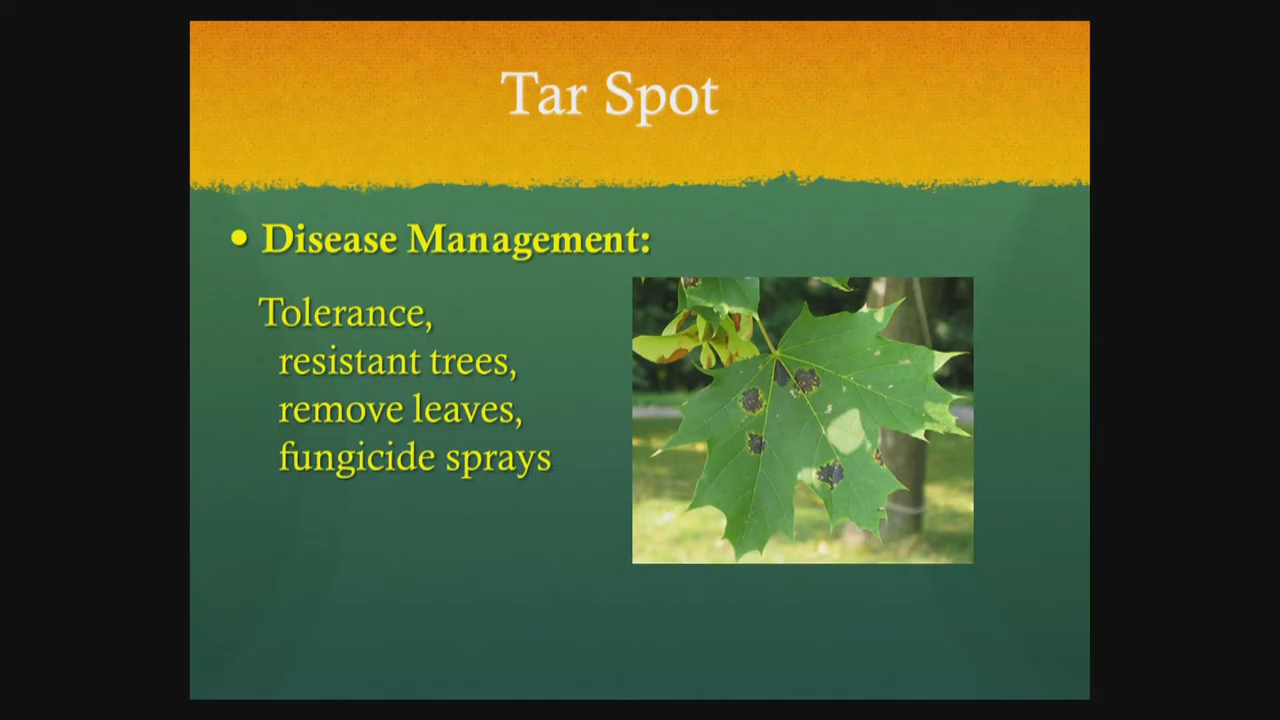 Tar Spot
• Disease Management:
Tolerance,
resistant trees,
remove leaves,
fungicide sprays